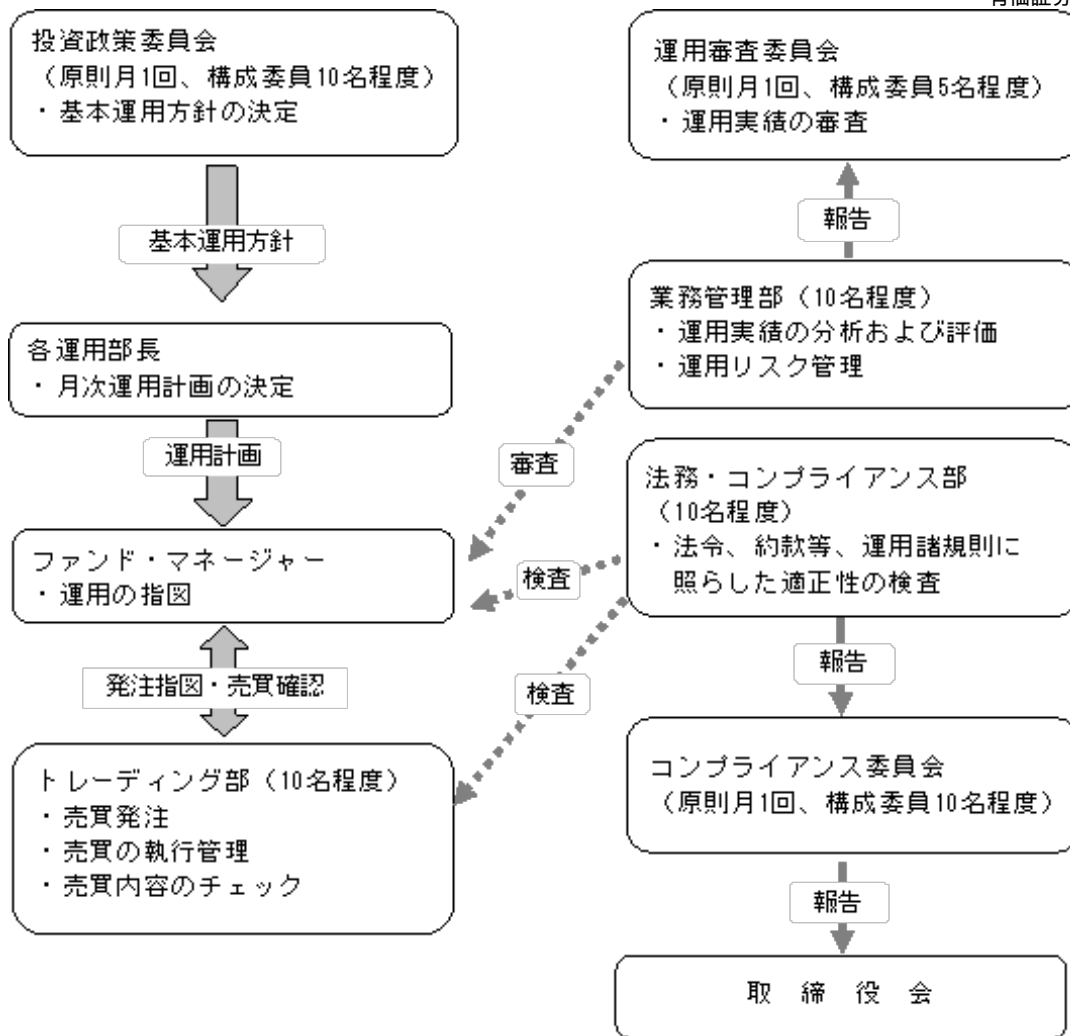 投資政策委員会
（原則月1回、構成委員10名程度）
・基本運用方針の決定
基本運用方針
各運用部長
・月次運用計画の決定
運用計画
ファンド・マネージャー
・運用の指図
発注指図・売買確認
トレーディング部（10名程度）
・売買発注
・売買の執行管理
・売買内容のチェック
審査
検査
検査
運用審査委員会
（原則月1回、構成委員5名程度）
・運用実績の審査
報告
業務管理部（10名程度）
・運用実績の分析および評価
・運用リスク管理
法務・コンプライアンス部
（10名程度）
・法令、約款等、運用諸規則に
照らした適正性の検査
報告
コンプライアンス委員会
（原則月1回、構成委員10名程度）
報告
取 締 役 会